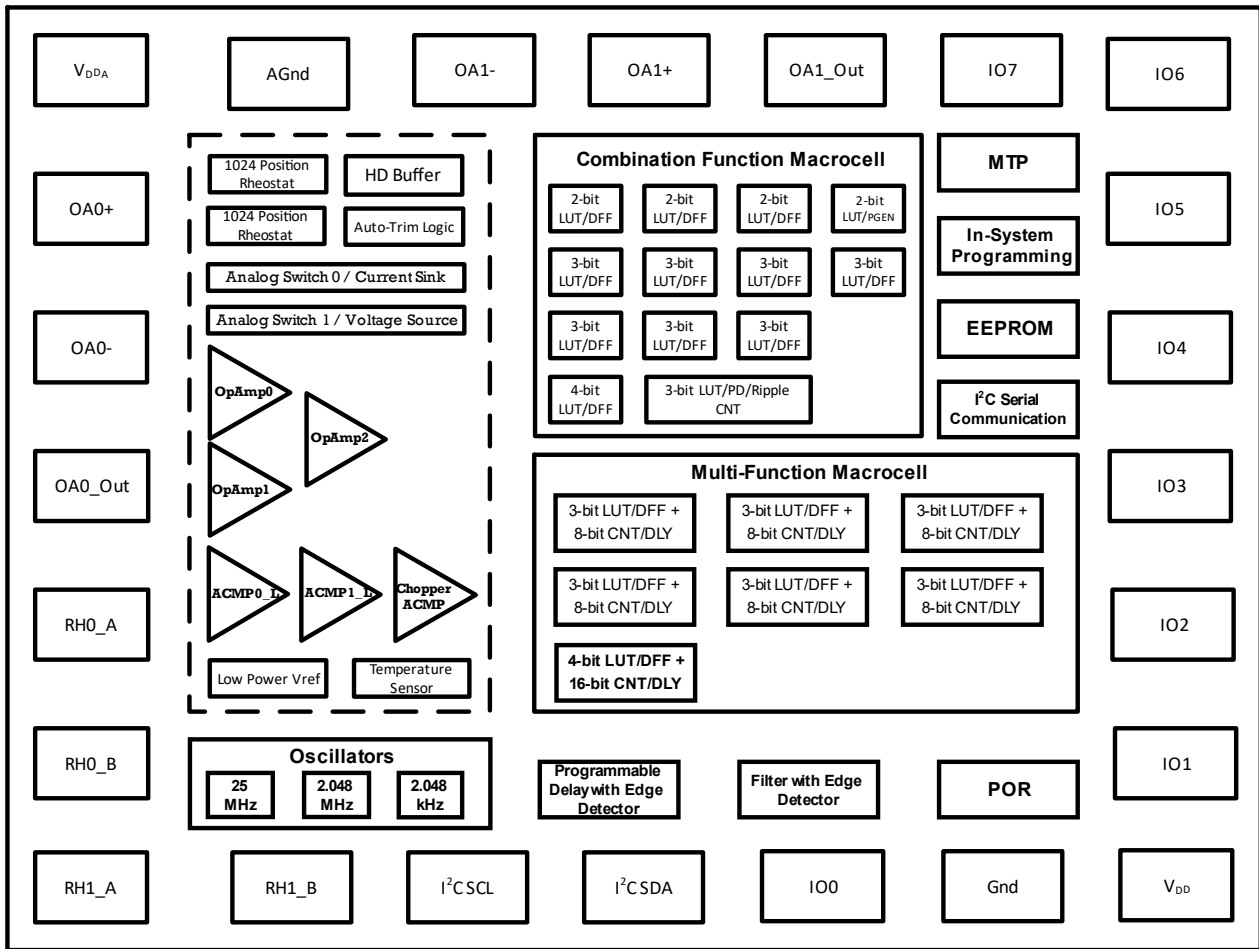 VDDA
AGnd
OA1-
OA1+
OA1_Out
IO7
IO6
OA0+
OA0-
OA0_Out
RH0_A
RH0_B
1024 Position
Rheostat
HD Buffer
1024 Position
Rheostat
Auto-Trim Logic
Analog Switch 0 / Current Sink
Analog Switch 1 / Voltage Source
OpAmp0
OpAmp2
OpAmp1
ACMP0_L
ACMP1_L
Chopper
ACMP
Low Power Vref
Temperature
Sensor
Oscillators
25
MHz
2.048
MHz
2.048
kHz
Combination Function Macrocell
2-bit
LUT/DFF
2-bit
LUT/DFF
2-bit
LUT/DFF
2-bit
LUT/PGEN
3-bit
LUT/DFF
3-bit
LUT/DFF
3-bit
LUT/DFF
3-bit
LUT/DFF
3-bit
LUT/DFF
3-bit
LUT/DFF
3-bit
LUT/DFF
4-bit
LUT/DFF
3-bit LUT/PD/Ripple
CNT
MTP
In-System
Programming
EEPROM
I²C Serial
Communication
Multi-Function Macrocell
3-bit LUT/DFF +
8-bit CNT/DLY
3-bit LUT/DFF +
8-bit CNT/DLY
3-bit LUT/DFF +
8-bit CNT/DLY
3-bit LUT/DFF +
8-bit CNT/DLY
3-bit LUT/DFF +
8-bit CNT/DLY
3-bit LUT/DFF +
8-bit CNT/DLY
4-bit LUT/DFF +
16-bit CNT/DLY
Programmable
Delay with Edge
Detector
Filter with Edge
Detector
POR
IO5
IO4
IO3
IO2
IO1
RH1_A
RH1_B
I²C SCL
I²C SDA
IO0
Gnd
VDD